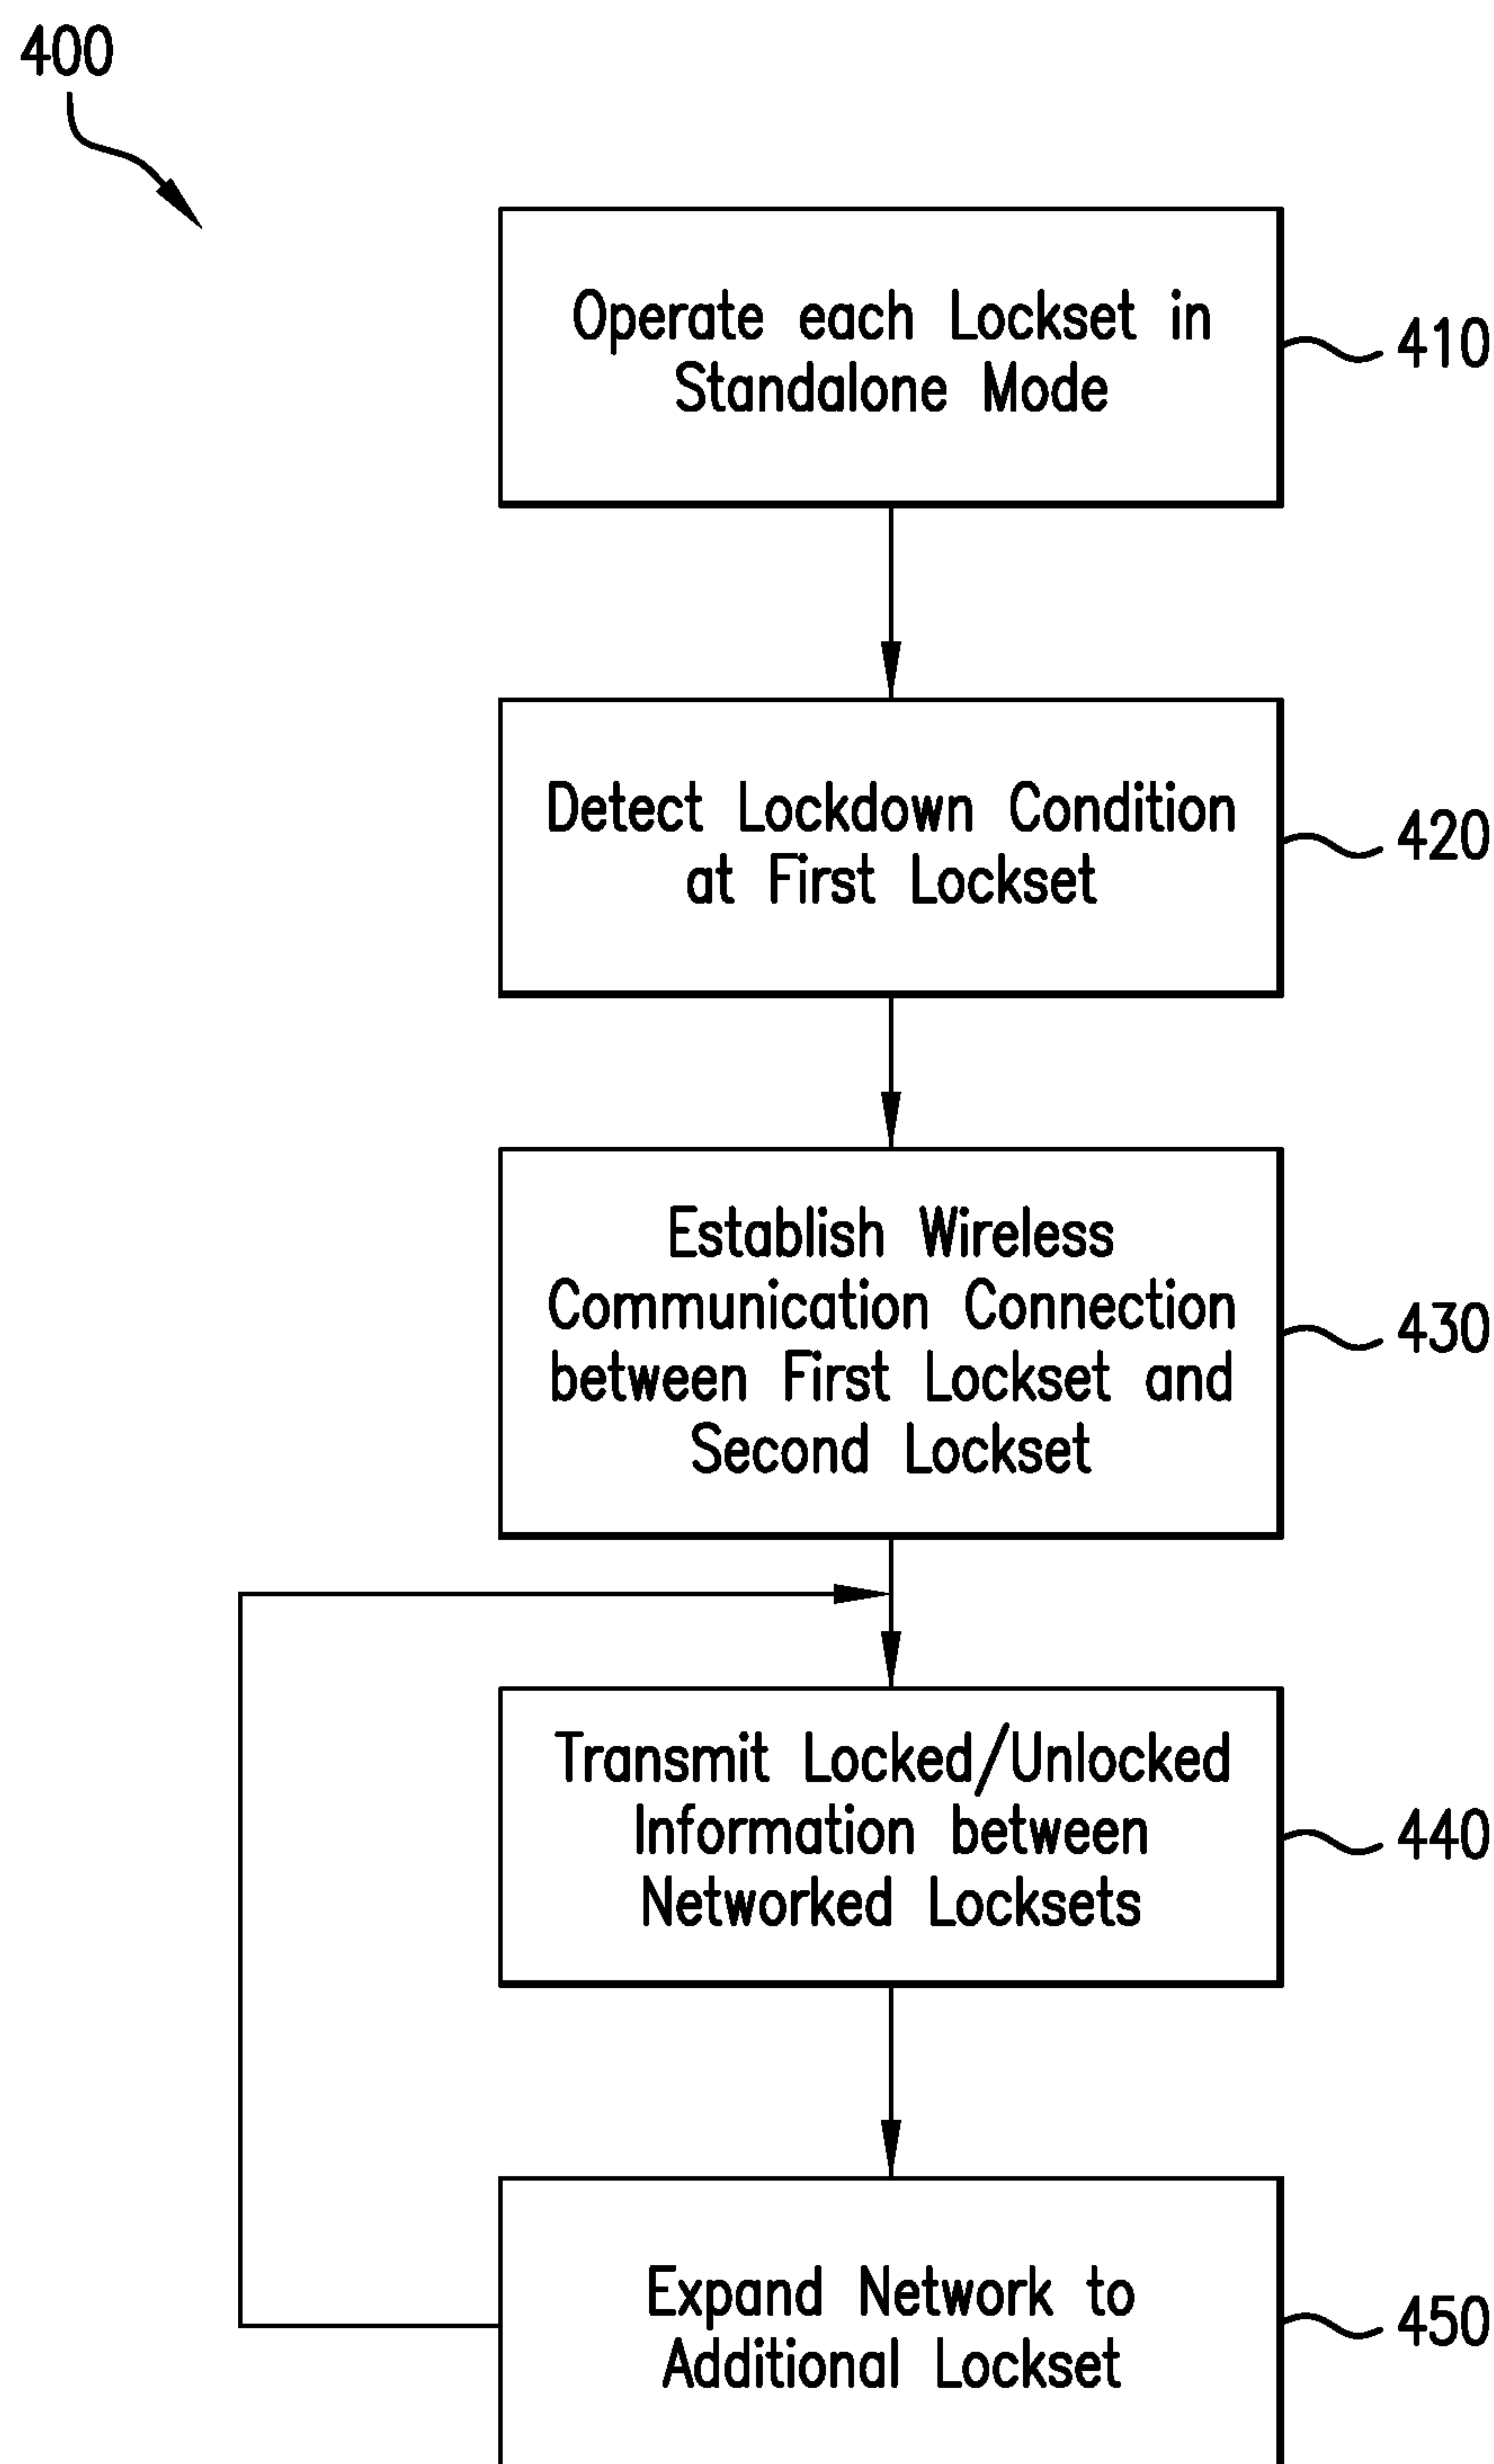 400
Operate each Lockset in
Standalone Mode
410
Detect Lockdown Condition
at First Lockset
420
Establish Wireless
Communication Connection
between First Lockset and
Second Lockset
430
Transmit Locked/Unlocked
Information between
Networked Locksets
440
Expand Network to
Additional Lockset
450